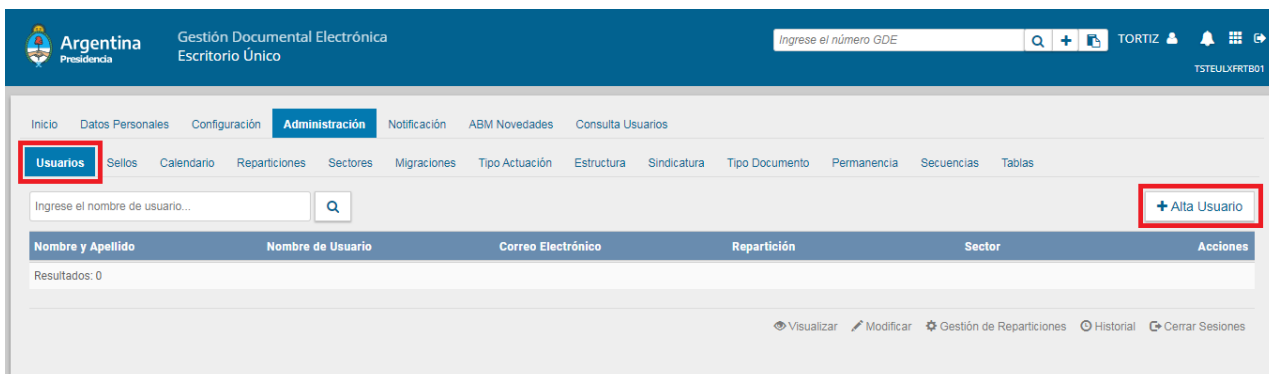 Argentina
Presidencia
Gestión Documental Electrónica
Escritorio Único
Ingrese el número GDE
TORTIZ
TSTEULXFRTB01
Inicio Datos Personales Configuración Administración Notificación ABM Novedades Consulta Usuarios
Usuarios Sellos Calendario Reparticiones Sectores Migraciones Tipo Actuación Estructura Sindicatura Tipo Documento Permanencia Secuencias Tablas
Ingrese el nombre de usuario...
+ Alta Usuario
Nombre y Apellido Nombre de Usuario Correo Electrónico Repartición Sector Acciones
Resultados: 0
Visualizar Modificar Gestión de Reparticiones Historial Cerrar Sesiones